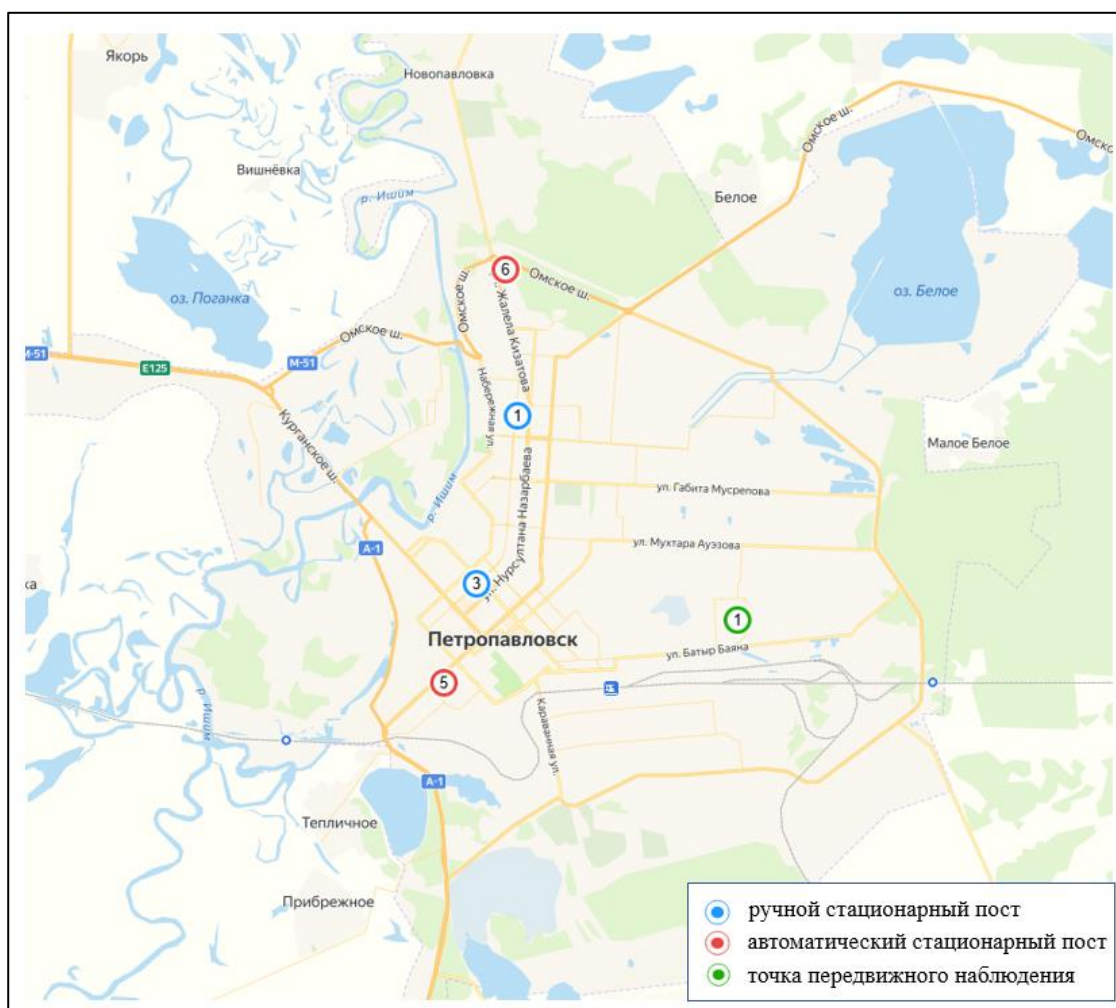 Якорь
Новопавловка
Вишнёвка
р. Ишим
Белое
Омское ш.
Омско
оз. Поганка
6
Омское ш.
оз. Белое
Омское ш.
Омское ш.
Жалела Кизатова
М-51
E125
М-51
Набережная ул.
1
Курганское ш.
Малое Белое
р. Ишим
ул. Нурсултана Назарбаева
ул. Габита Мусрепова
А-1
ул. Мухтара Ауэзова
ка
3
1
Петропавловск
ул. Батыр Баяна
5
р. Ишим
Караванная ул.
А-1
Тепличное
Прибрежное
ручной стационарный пост
автоматический стационарный пост
точка передвижного наблюдения